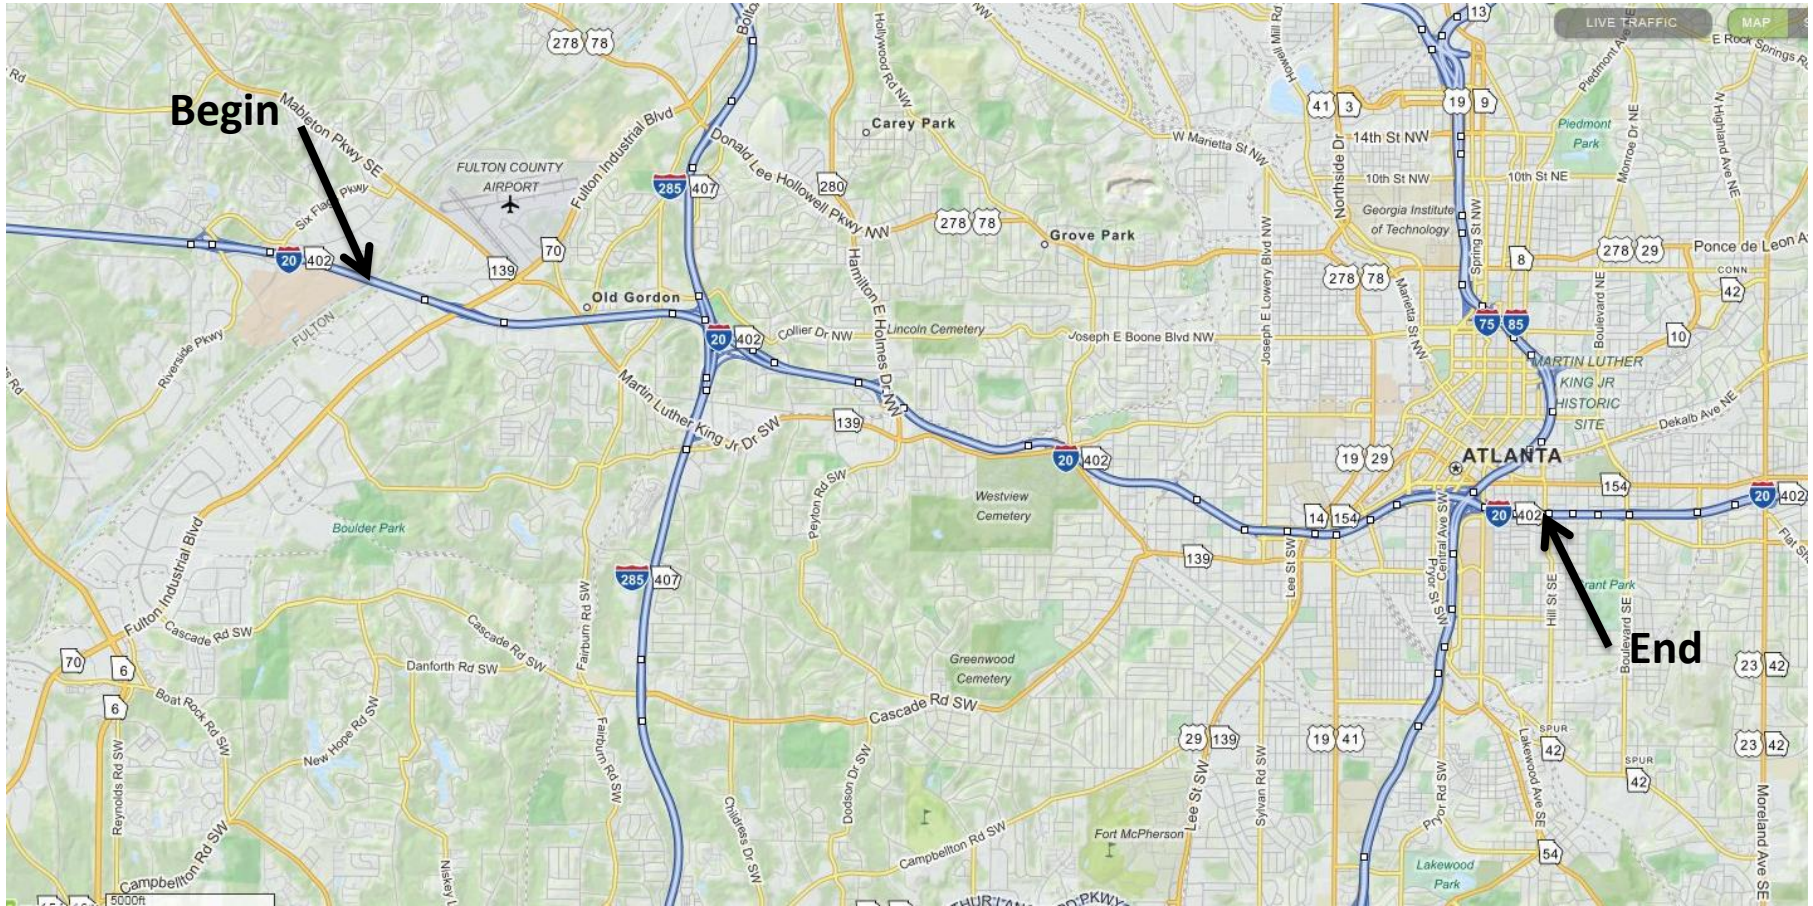 13
LIVE TRAFFIC
MAP
E Rock Springs Rd
278 78
Bolton
Hollywood Rd NW
NW
Howell Mill Rd
Piedmont Ave NE
Rd
Begin
Mableton Pkwy SE
Fulton Industrial Blvd
Donald Lee Hollowell Pkwy NW
Carey Park
41 3
19 9
14th St NW
W Marietta St NW
Northside Dr
Piedmont
Park
Monroe Dr NE
N Highland Ave NE
FULTON COUNTY
AIRPORT
285 407
280
10th St NW
10th St NE
Six Flags Pkwy
278 78
Georgia Institute
of Technology
Spring St NW
Grove Park
20 402
139
70
Hamilton E Holmes Dr NW
Joseph E Lowery Blvd NW
278 78
Marietta St NW
8
278 29
Ponce de Leon A
CONN
42
Old Gordon
FULTON
Riverside Pkwy
20 402
Collier Dr NW
Lincoln Cemetery
Joseph E Boone Blvd NW
75 85
Boulevard NE
10
s Rd
MARTIN LUTHER
KING JR
HISTORIC
SITE
Martin Luther King Jr Dr SW
139
Dekalb Ave NE
20 402
19 29
ATLANTA
Peyton Rd SW
Westview
Cemetery
154
20 402
Boulder Park
14 154
Central Ave SW
20 402
Flat Sh
Fulton Industrial Blvd
139
Lee St SW
Pryor St SW
285 407
Fairburn Rd SW
Grant Park
Hill St SE
Boulevard SE
End
Cascade Rd SW
Cascade Rd SW
70
6
Danforth Rd SW
Greenwood
Cemetery
23 42
6
Boat Rock Rd SW
Cascade Rd SW
New Hope Rd SW
Fairburn Rd SW
29 139
19 41
SPUR
42
23 42
Reynolds Rd SW
Dodson Dr SW
Lee St SW
Sylvan Rd SW
Lakewood Ave SE
SPUR
42
Childress Dr SW
Pryor Rd SW
Moreland Ave SE
Campbellton Rd SW
Fort McPherson
54
Campbellton Rd SW
Niskey L
Lakewood
Park
5000ft